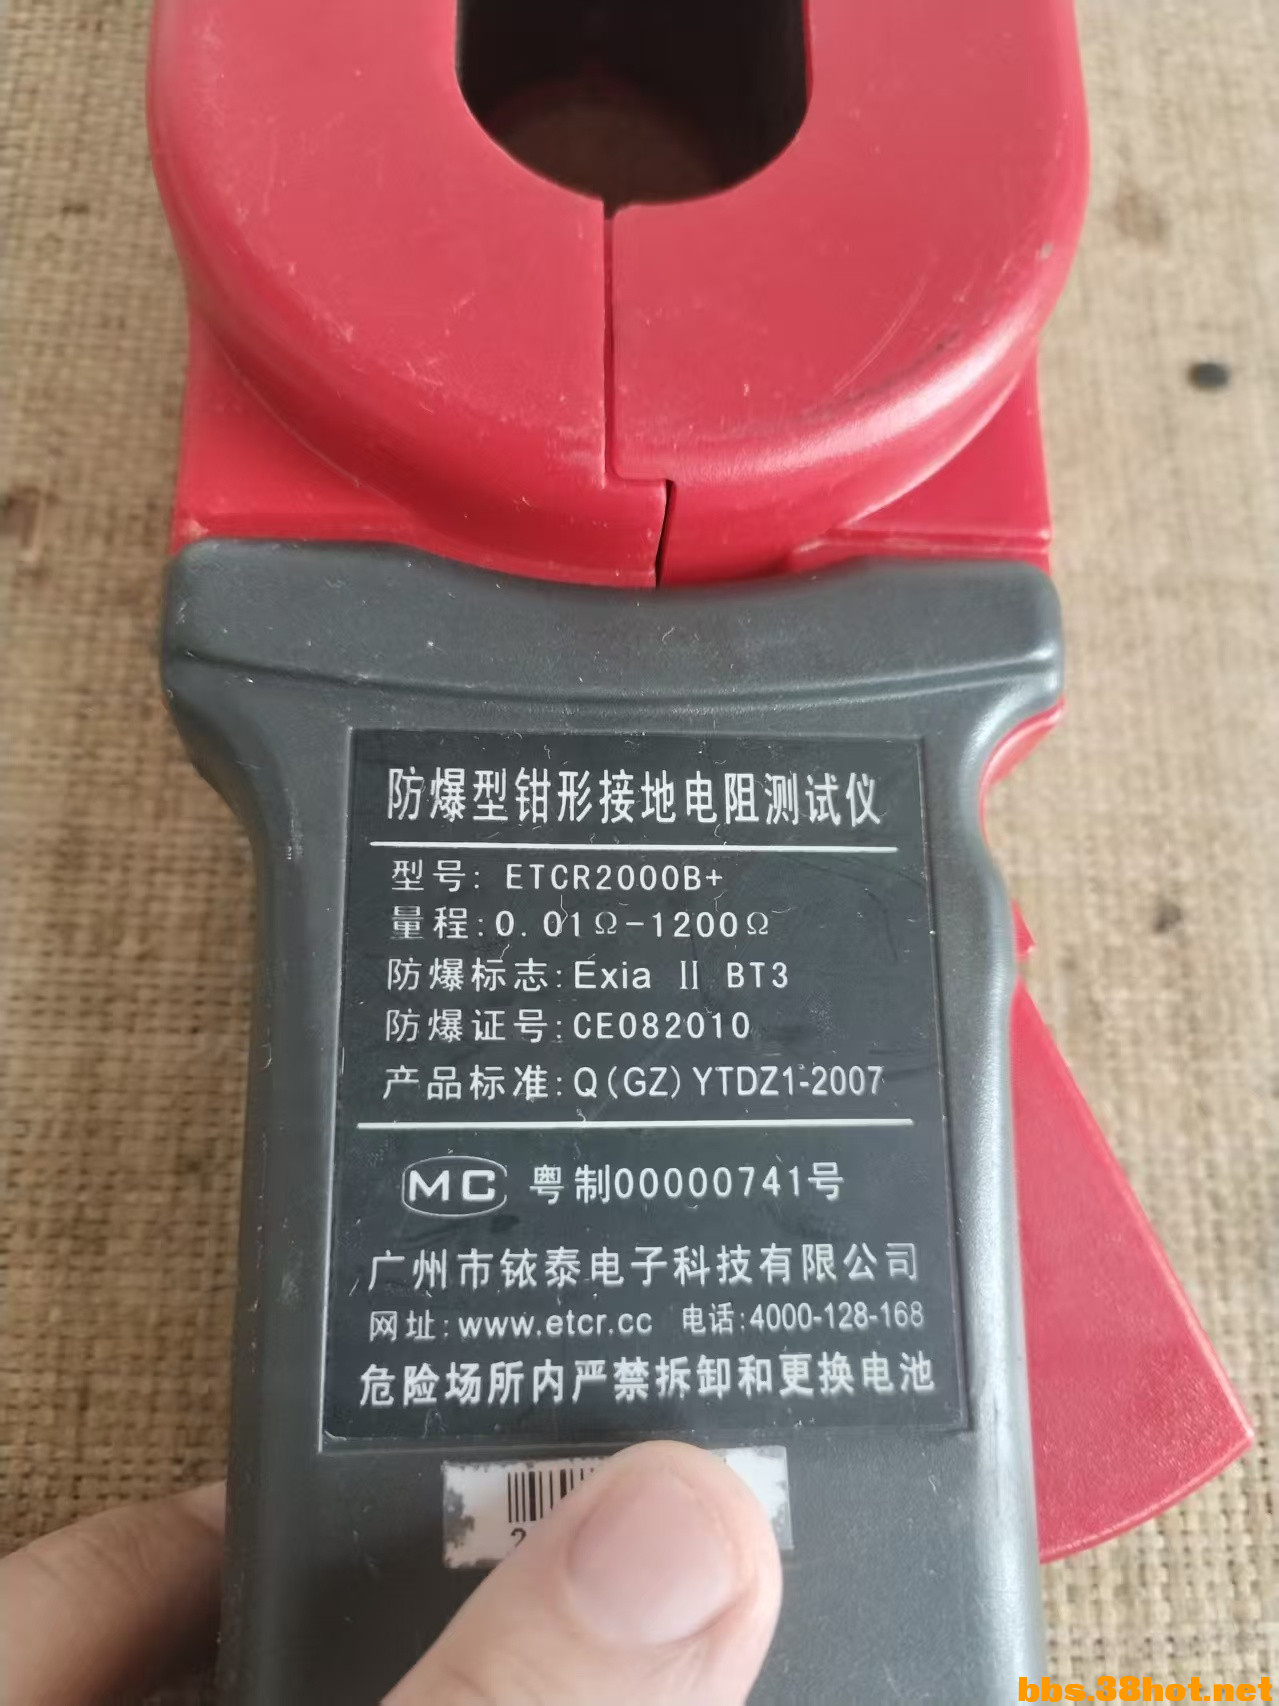 防爆型钳形接地电阻测试仪
型号: ETCR2000B+
量程:0.01Ω-1200Ω
防爆标志:Exia II BT3
防爆证号:CE082010
产品标准:Q(GZ)YTDZ1-2007
MC 粤制00000741号
广州市铱泰电子科技有限公司
网址:www.etcr.cc 电话:4000-128-168
危险场所内严禁拆卸和更换电池
2
bbs.38hot.net